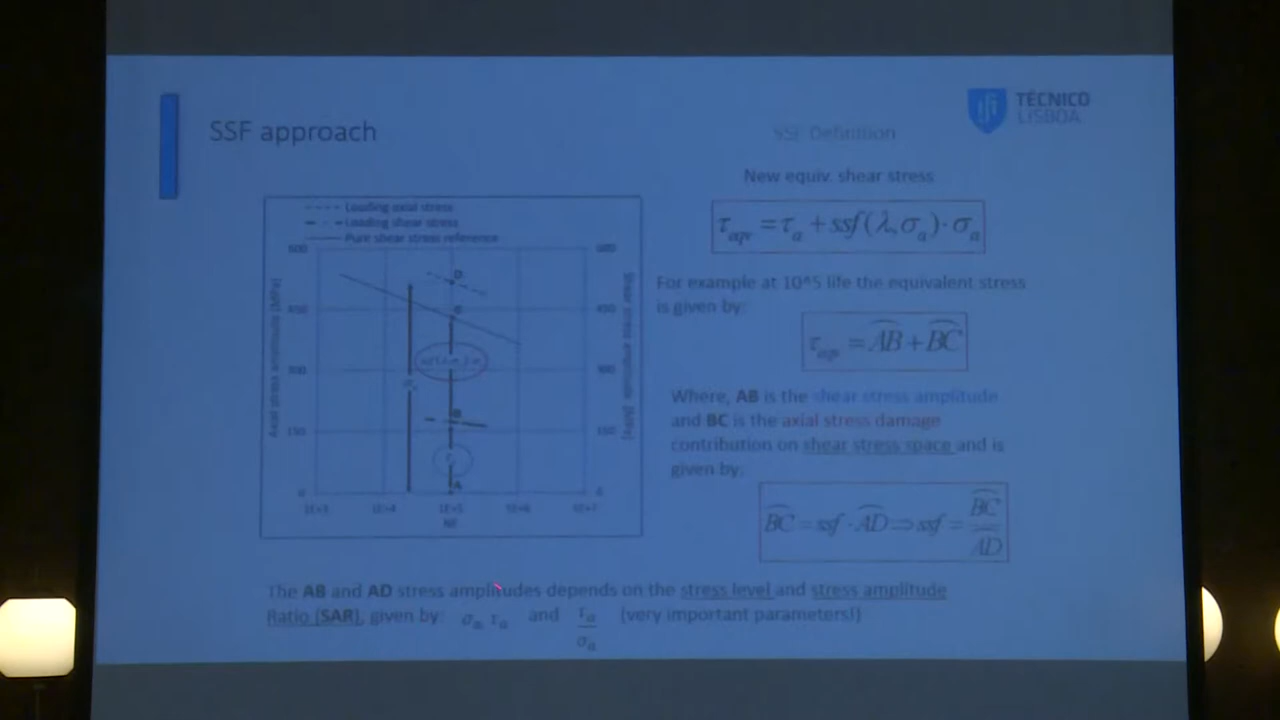 SSF approach
SSF Definition
TÉCNICO
LISBOA
New equiv. shear stress
τeqv = τa + ssf(λ,σa)·σa
Loading axial stress
Loading shear stress
Pure shear stress reference
Axial stress amplitude [MPa]
Shear stress amplitude [MPa]
600
450
300
150
0
600
450
300
150
0
1E+3 1E+4 1E+5 1E+6 1E+7
Nf
D
B
A
For example at 10^5 life the equivalent stress
is given by:
τeqv = AB + BC
Where, AB is the shear stress amplitude
and BC is the axial stress damage
contribution on shear stress space and is
given by:
BC = ssf · AD ⇒ ssf = BC
AD
The AB and AD stress amplitudes depends on the stress level and stress amplitude
Ratio (SAR), given by: σa, τa and τa/σa (very important parameters!)